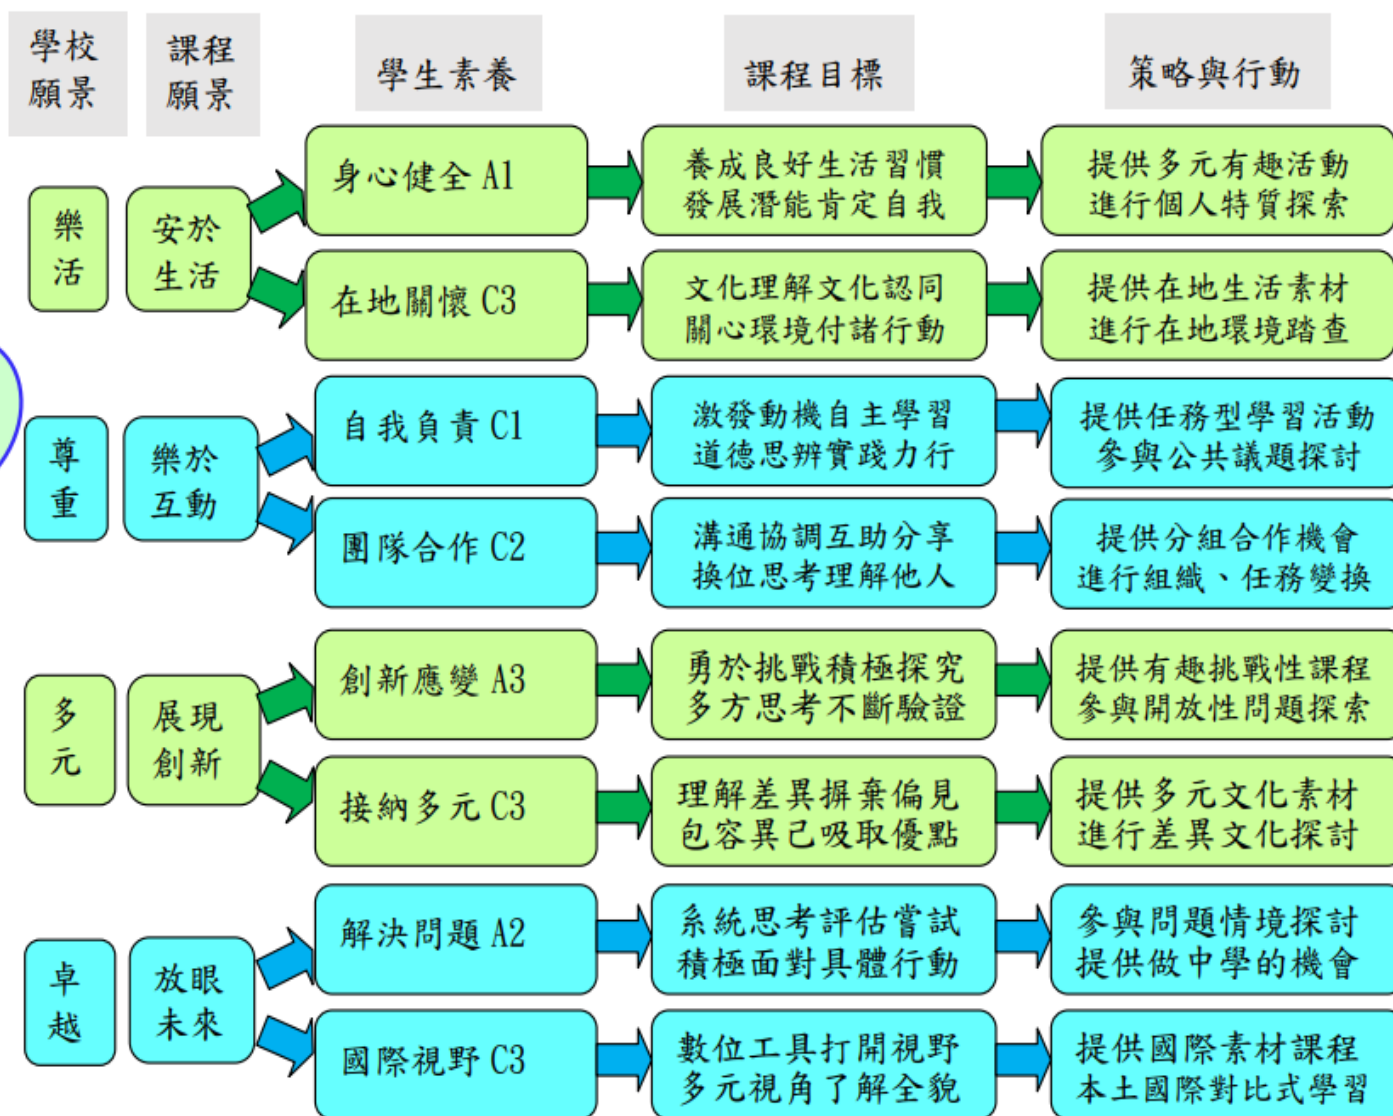 學校
願景
課程
願景
學生素養
課程目標
策略與行動
樂
活
安於
生活
身心健全 A1
養成良好生活習慣
發展潛能肯定自我
提供多元有趣活動
進行個人特質探索
在地關懷 C3
文化理解文化認同
關心環境付諸行動
提供在地生活素材
進行在地環境踏查
尊
重
樂於
互動
自我負責 C1
激發動機自主學習
道德思辨實踐力行
提供任務型學習活動
參與公共議題探討
團隊合作 C2
溝通協調互助分享
換位思考理解他人
提供分組合作機會
進行組織、任務變換
多
元
展現
創新
創新應變 A3
勇於挑戰積極探究
多方思考不斷驗證
提供有趣挑戰性課程
參與開放性問題探索
接納多元 C3
理解差異摒棄偏見
包容異己吸取優點
提供多元文化素材
進行差異文化探討
卓
越
放眼
未來
解決問題 A2
系統思考評估嘗試
積極面對具體行動
參與問題情境探討
提供做中學的機會
國際視野 C3
數位工具打開視野
多元視角了解全貌
提供國際素材課程
本土國際對比式學習